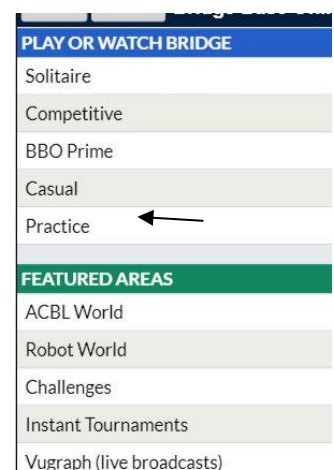 PLAY OR WATCH BRIDGE
Solitaire
Competitive
BBO Prime
Casual
Practice
FEATURED AREAS
ACBL World
Robot World
Challenges
Instant Tournaments
Vugraph (live broadcasts)